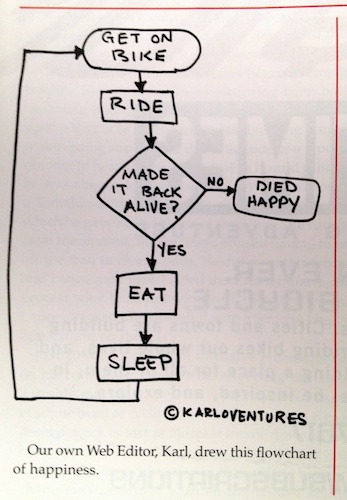 GET ON
BIKE
RIDE
MADE
IT BACK
ALIVE?
NO
DIED
HAPPY
YES
EAT
SLEEP
©KARLOVENTURES
Our own Web Editor, Karl, drew this flowchart
of happiness.